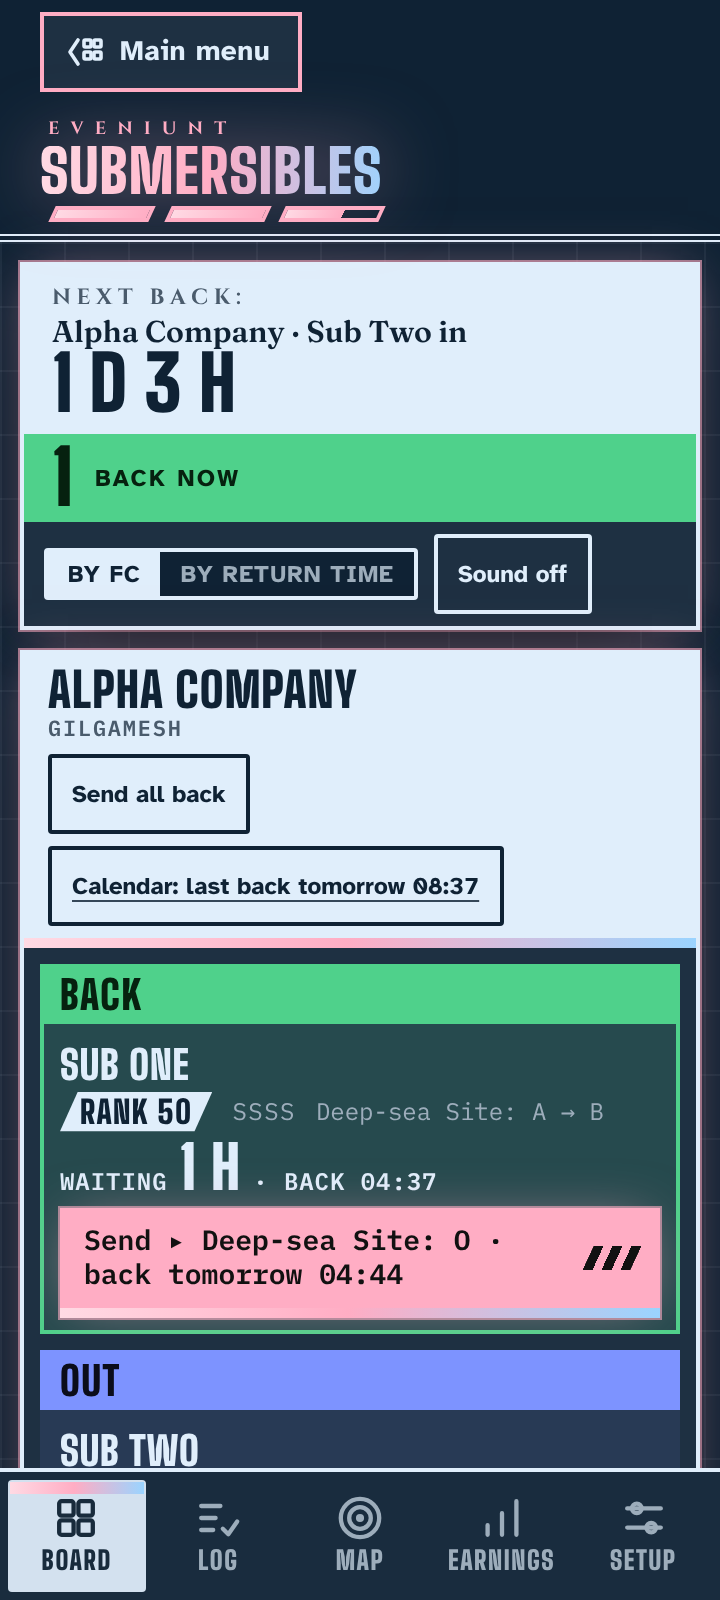 Main menu
EVENIUNT
SUBMERSIBLES
NEXT BACK:
Alpha Company · Sub Two in
1D 3H
1 BACK NOW
BY FC BY RETURN TIME Sound off
ALPHA COMPANY
GILGAMESH
Send all back
Calendar: last back tomorrow 08:37
BACK
SUB ONE
RANK 50 SSSS Deep-sea Site: A → B
WAITING 1H · BACK 04:37
Send ▸ Deep-sea Site: O ·
back tomorrow 04:44
OUT
SUB TWO
BOARD LOG MAP EARNINGS SETUP